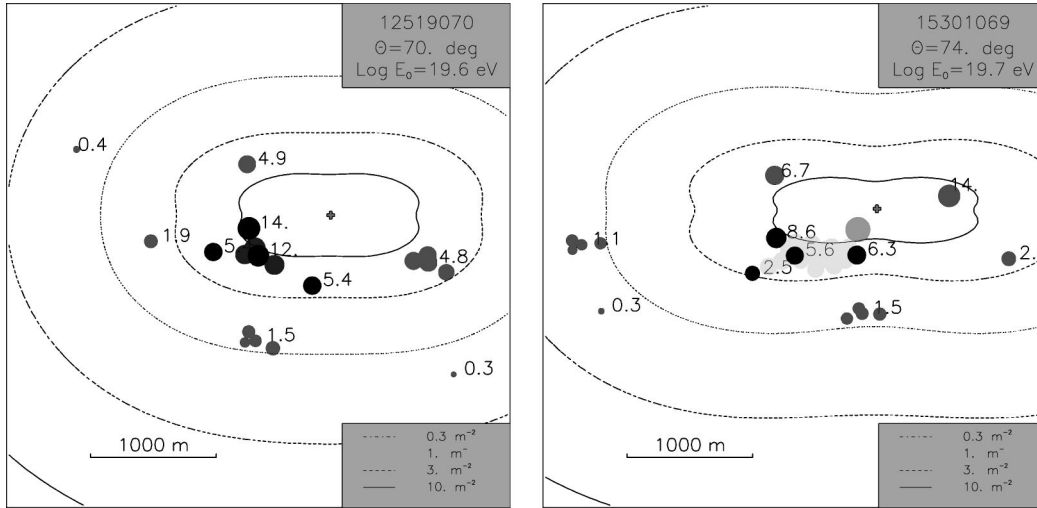 12519070
Θ=70. deg
Log E₀=19.6 eV
0.4
4.9
14.
1.9
5.
12.
4.8
5.4
1.5
0.3
1000 m
0.3 m⁻²
1. m⁻
3. m⁻²
10. m⁻²
15301069
Θ=74. deg
Log E₀=19.7 eV
6.7
14.
8.6
1.1
5.6
6.3
2.
2.5
0.3
1.5
1000 m
0.3 m⁻²
1. m⁻
3. m⁻²
10. m⁻²